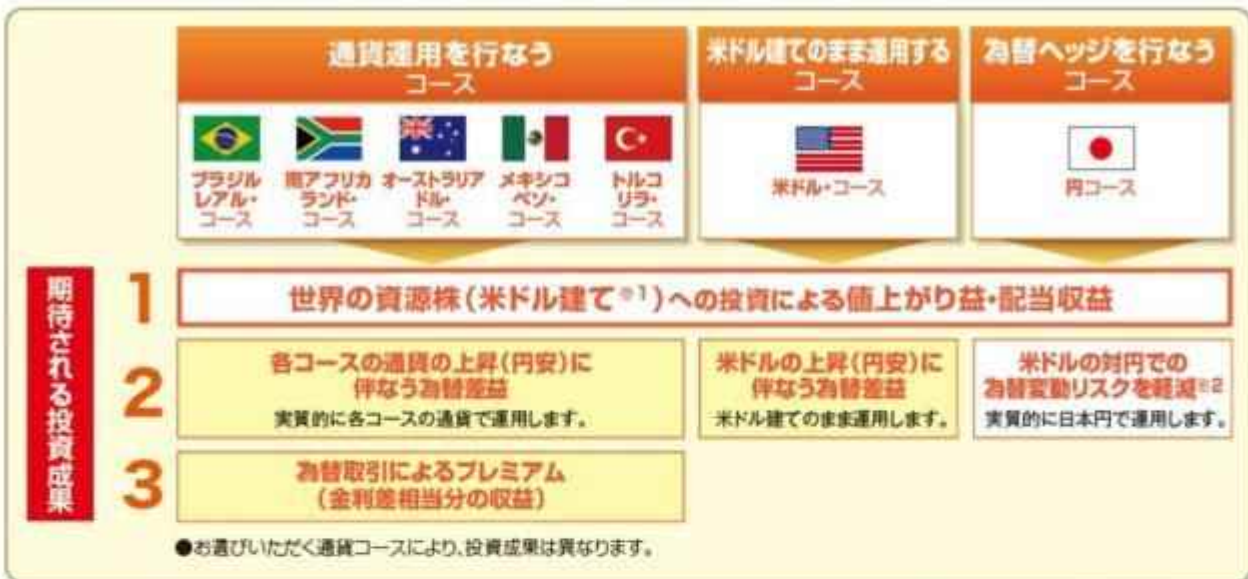 通貨運用を行なう
コース
米ドル建てのまま運用する
コース
為替ヘッジを行なう
コース
ブラジル
レアル・
コース
南アフリカ
ランド・
コース
オーストラリア
ドル・
コース
メキシコ
ペソ・
コース
トルコ
リラ・
コース
米ドル・コース
円コース
期待される投資成果
1
世界の資源株(米ドル建て※1)への投資による値上がり益・配当収益
2
各コースの通貨の上昇(円安)に
伴なう為替差益
実質的に各コースの通貨で運用します。
米ドルの上昇(円安)に
伴なう為替差益
米ドル建てのまま運用します。
米ドルの対円での
為替変動リスクを軽減※2
実質的に日本円で運用します。
3
為替取引によるプレミアム
(金利差相当分の収益)
●お選びいただく通貨コースにより、投資成果は異なります。